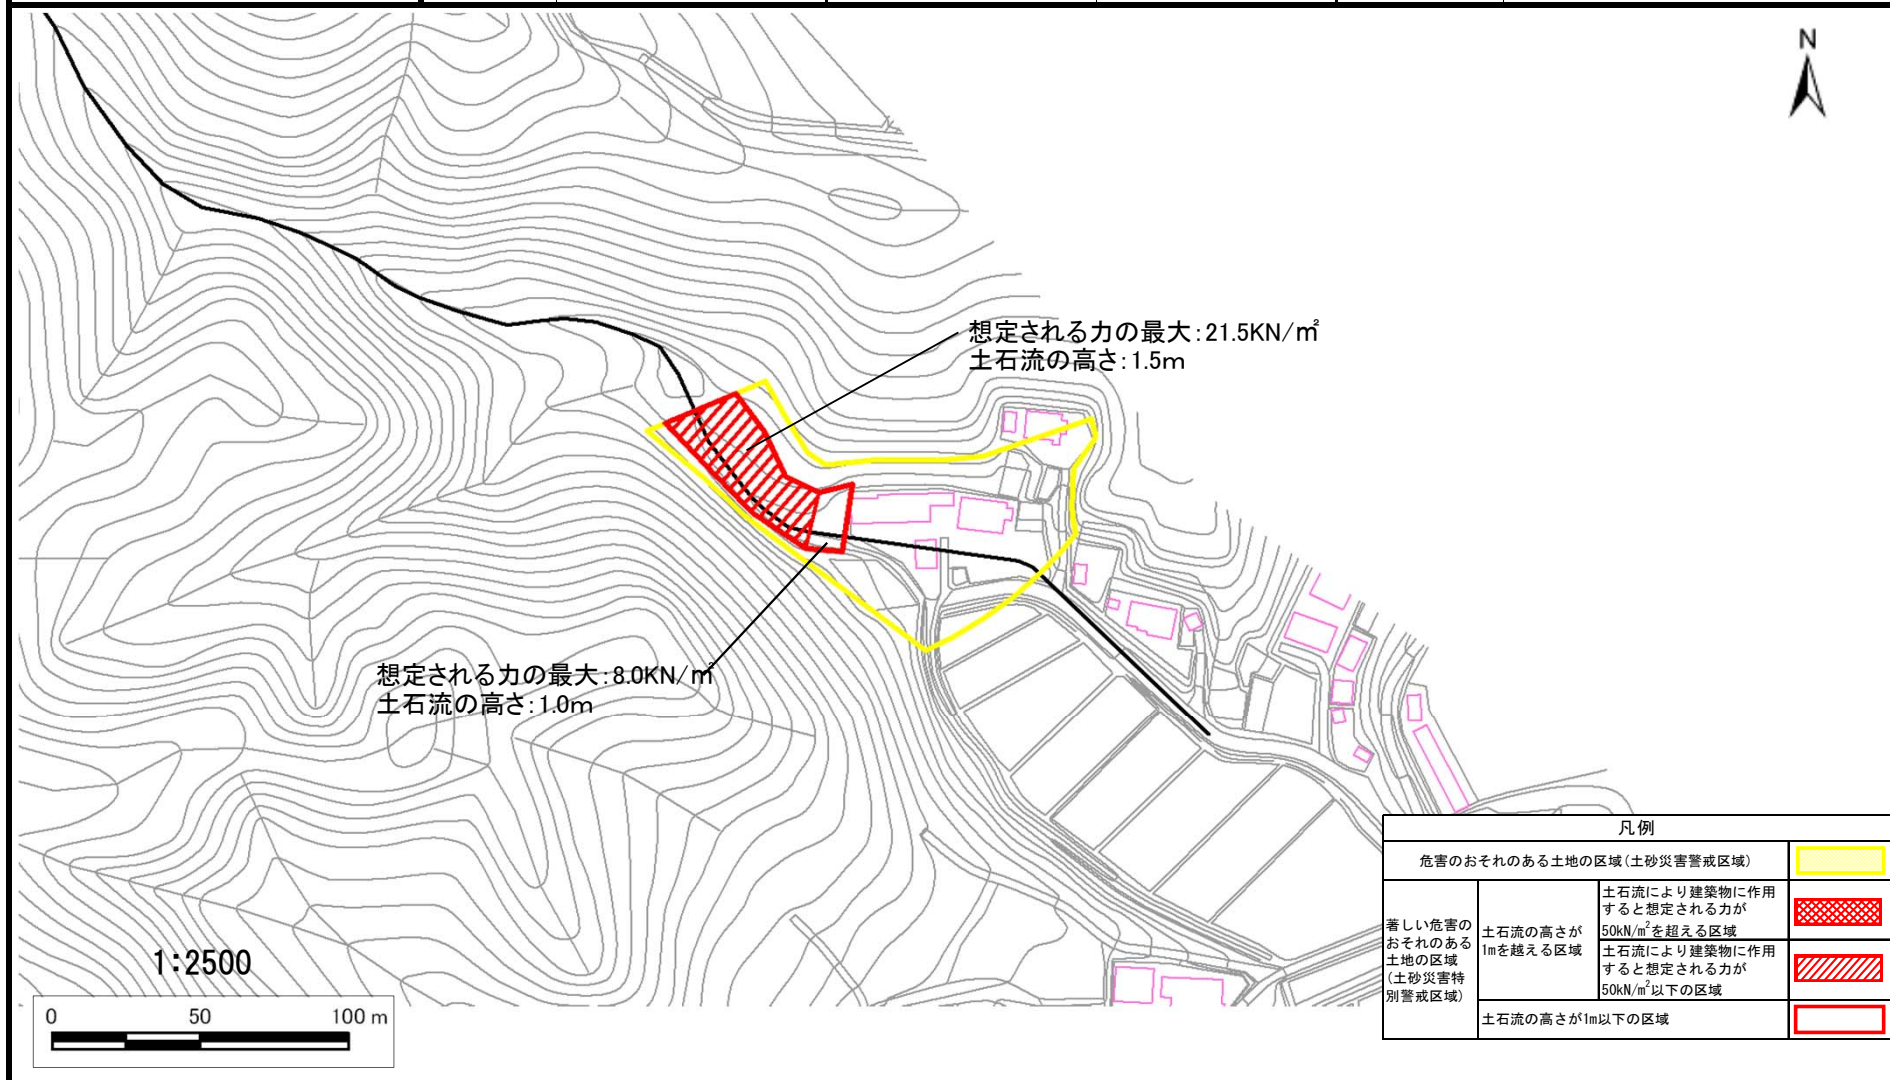 N
想定される力の最大:21.5KN/㎡
土石流の高さ:1.5m
想定される力の最大:8.0KN/㎡
土石流の高さ:1.0m
1:2500
0 50 100 m
凡例
危害のおそれのある土地の区域(土砂災害警戒区域)
著しい危害の
おそれのある
土地の区域
(土砂災害特
別警戒区域)
土石流の高さが
1mを越える区域
土石流により建築物に作用
すると想定される力が
50kN/m²を超える区域
土石流により建築物に作用
すると想定される力が
50kN/m²以下の区域
土石流の高さが1m以下の区域